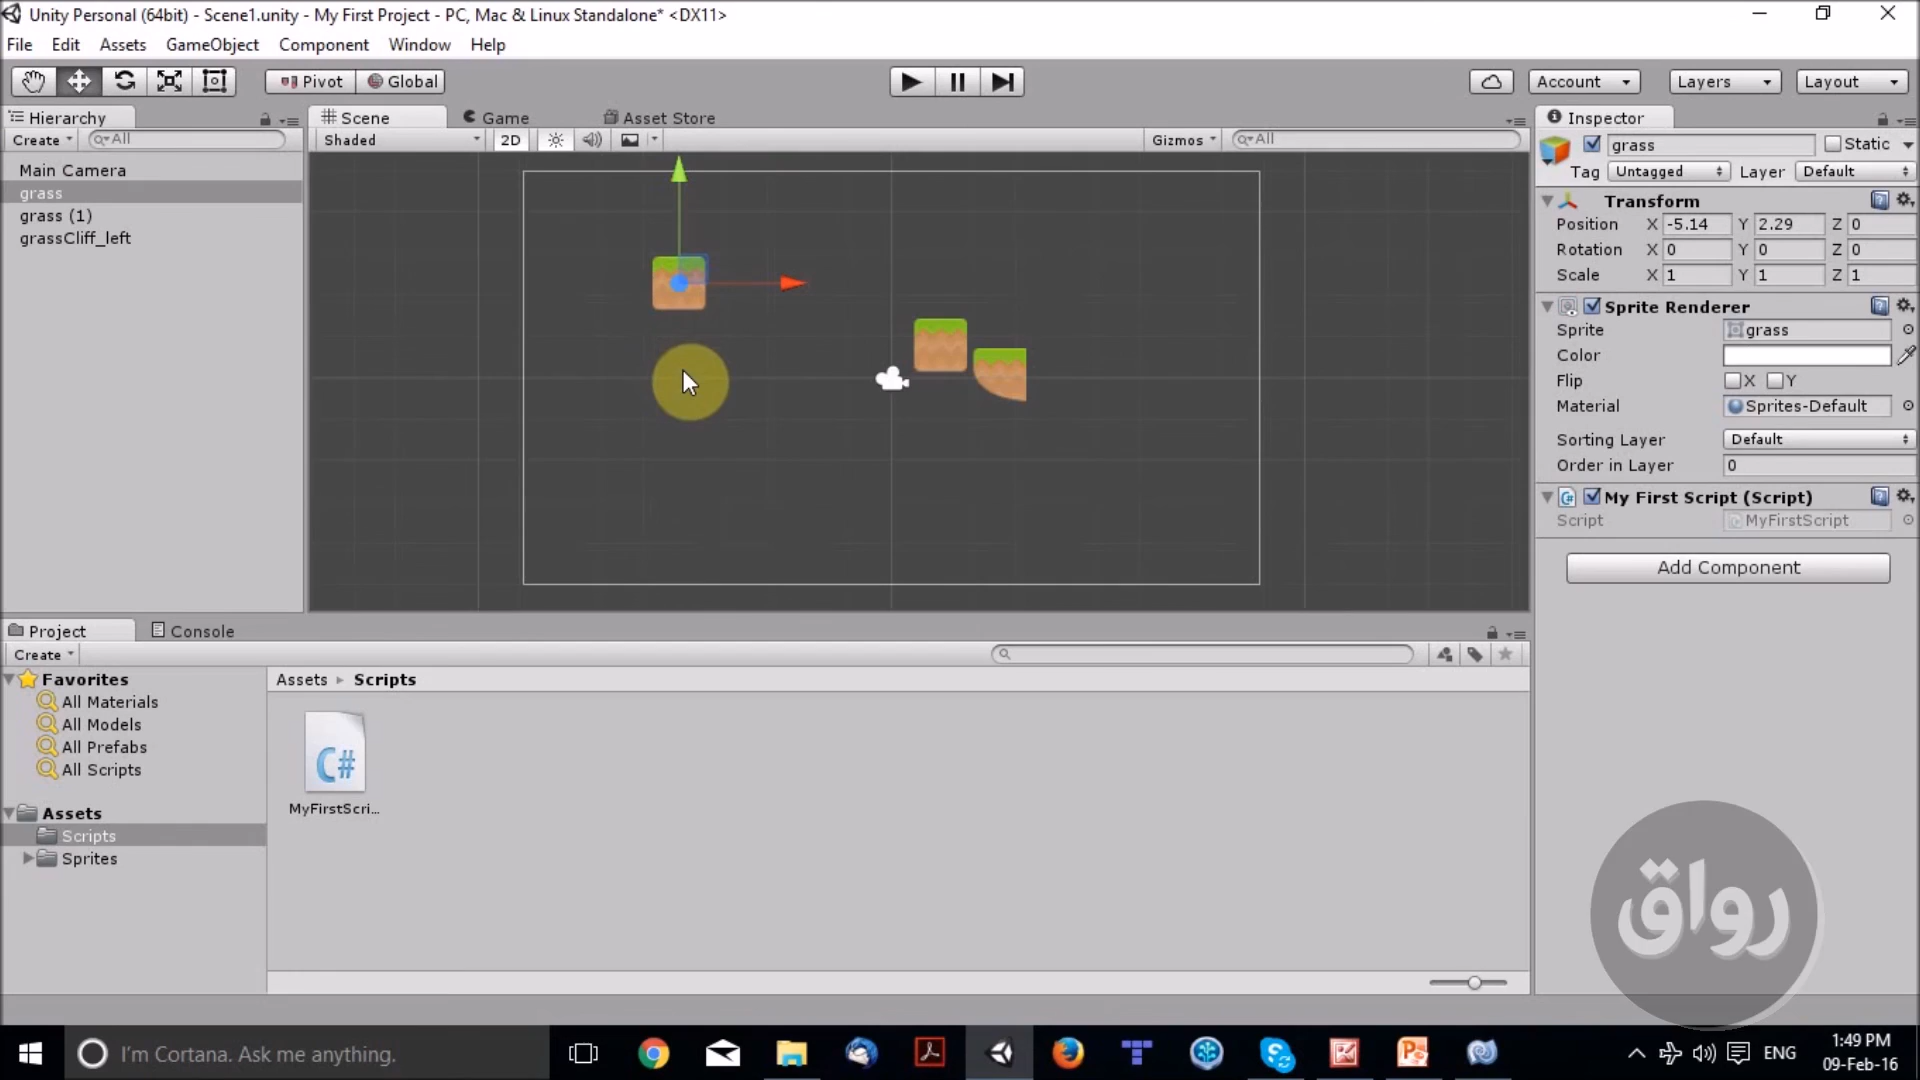 Unity Personal (64bit) - Scene1.unity - My First Project - PC, Mac & Linux Standalone* <DX11>
File Edit Assets GameObject Component Window Help
Pivot Global Account Layers Layout
Hierarchy
Create All
Main Camera
grass
grass (1)
grassCliff_left
Scene Game Asset Store
Shaded 2D Gizmos All
Inspector
grass Static
Tag Untagged Layer Default
Transform
Position X -5.14 Y 2.29 Z 0
Rotation X 0 Y 0 Z 0
Scale X 1 Y 1 Z 1
Sprite Renderer
Sprite grass
Color
Flip X Y
Material Sprites-Default
Sorting Layer Default
Order in Layer 0
C# My First Script (Script)
Script MyFirstScript
Add Component
Project Console
Create
Favorites
All Materials
All Models
All Prefabs
All Scripts
Assets
Scripts
Sprites
Assets Scripts
C#
MyFirstScri...
رواق
I'm Cortana. Ask me anything.
ENG
1:49 PM
09-Feb-16